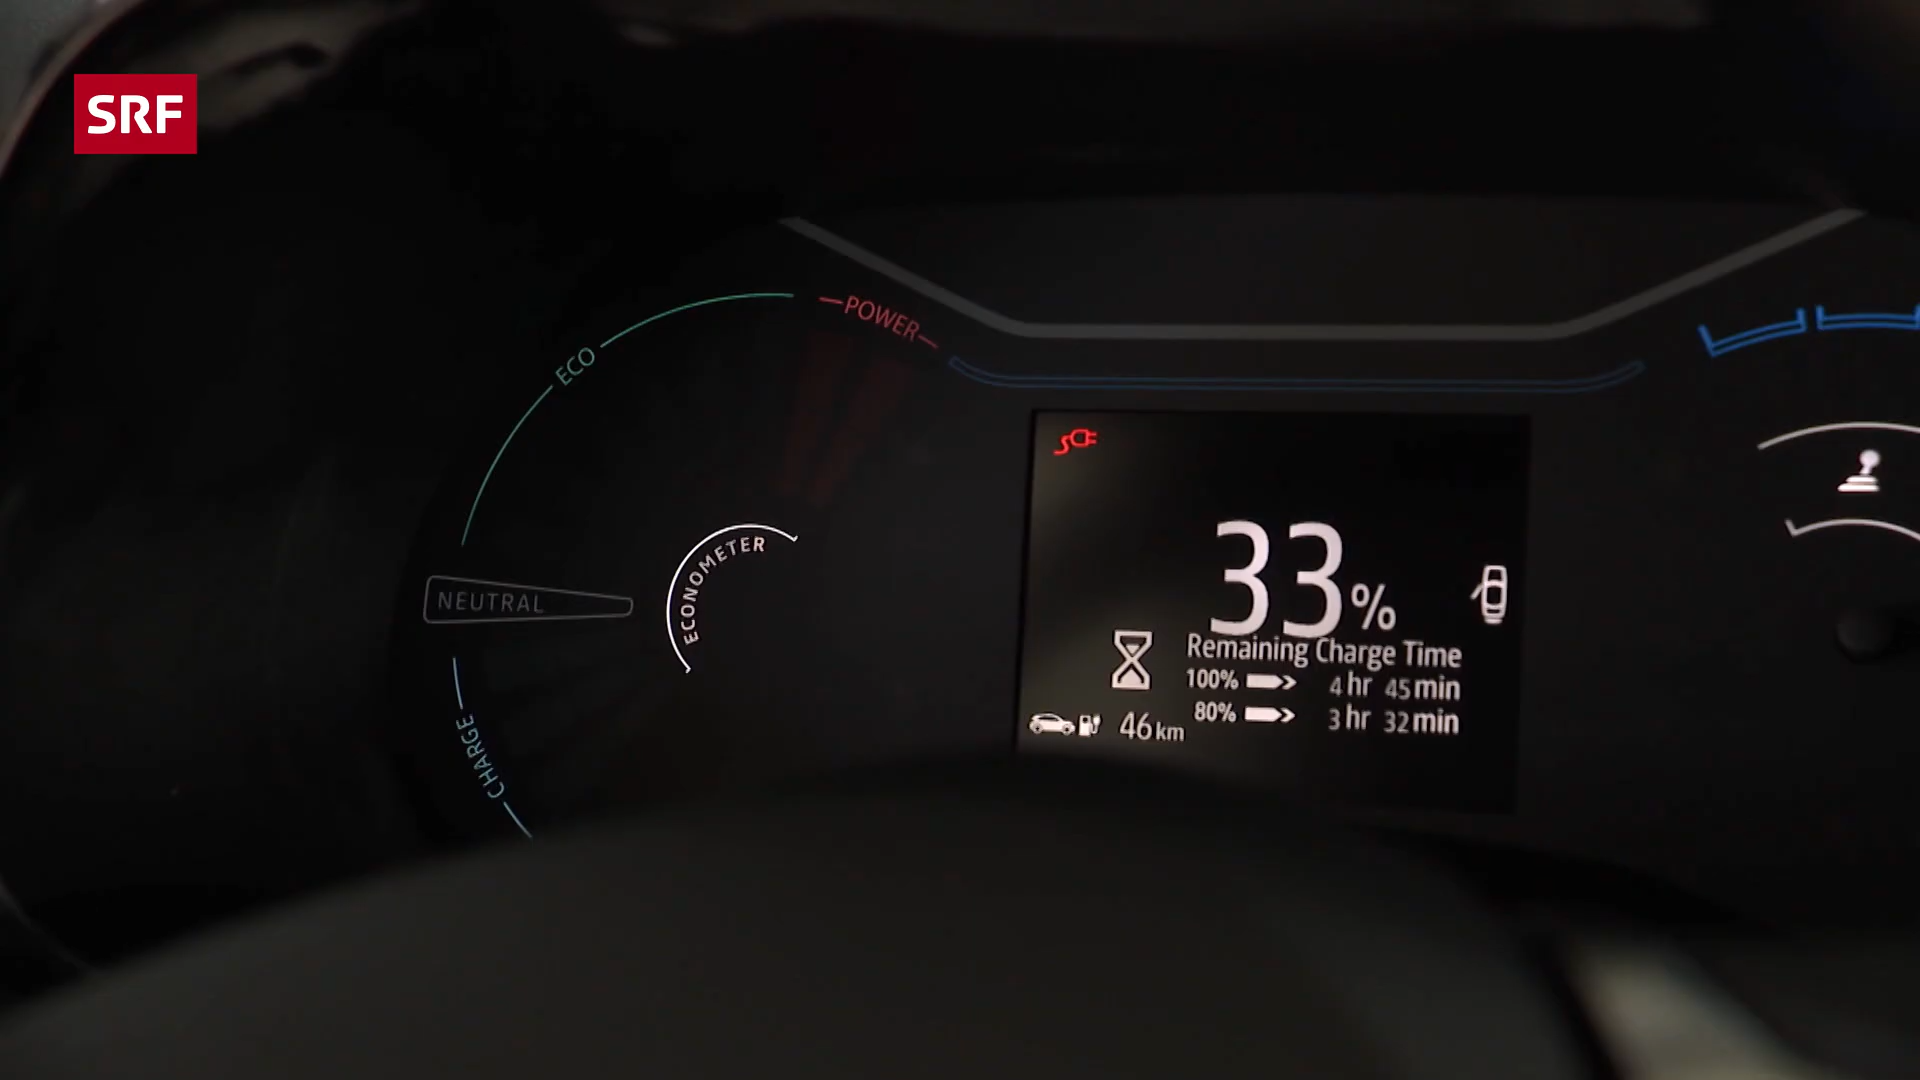 SRF
POWER
ECO
ECONOMETER
NEUTRAL
CHARGE
33%
Remaining Charge Time
100% 4 hr 45 min
80% 3 hr 32 min
46 km